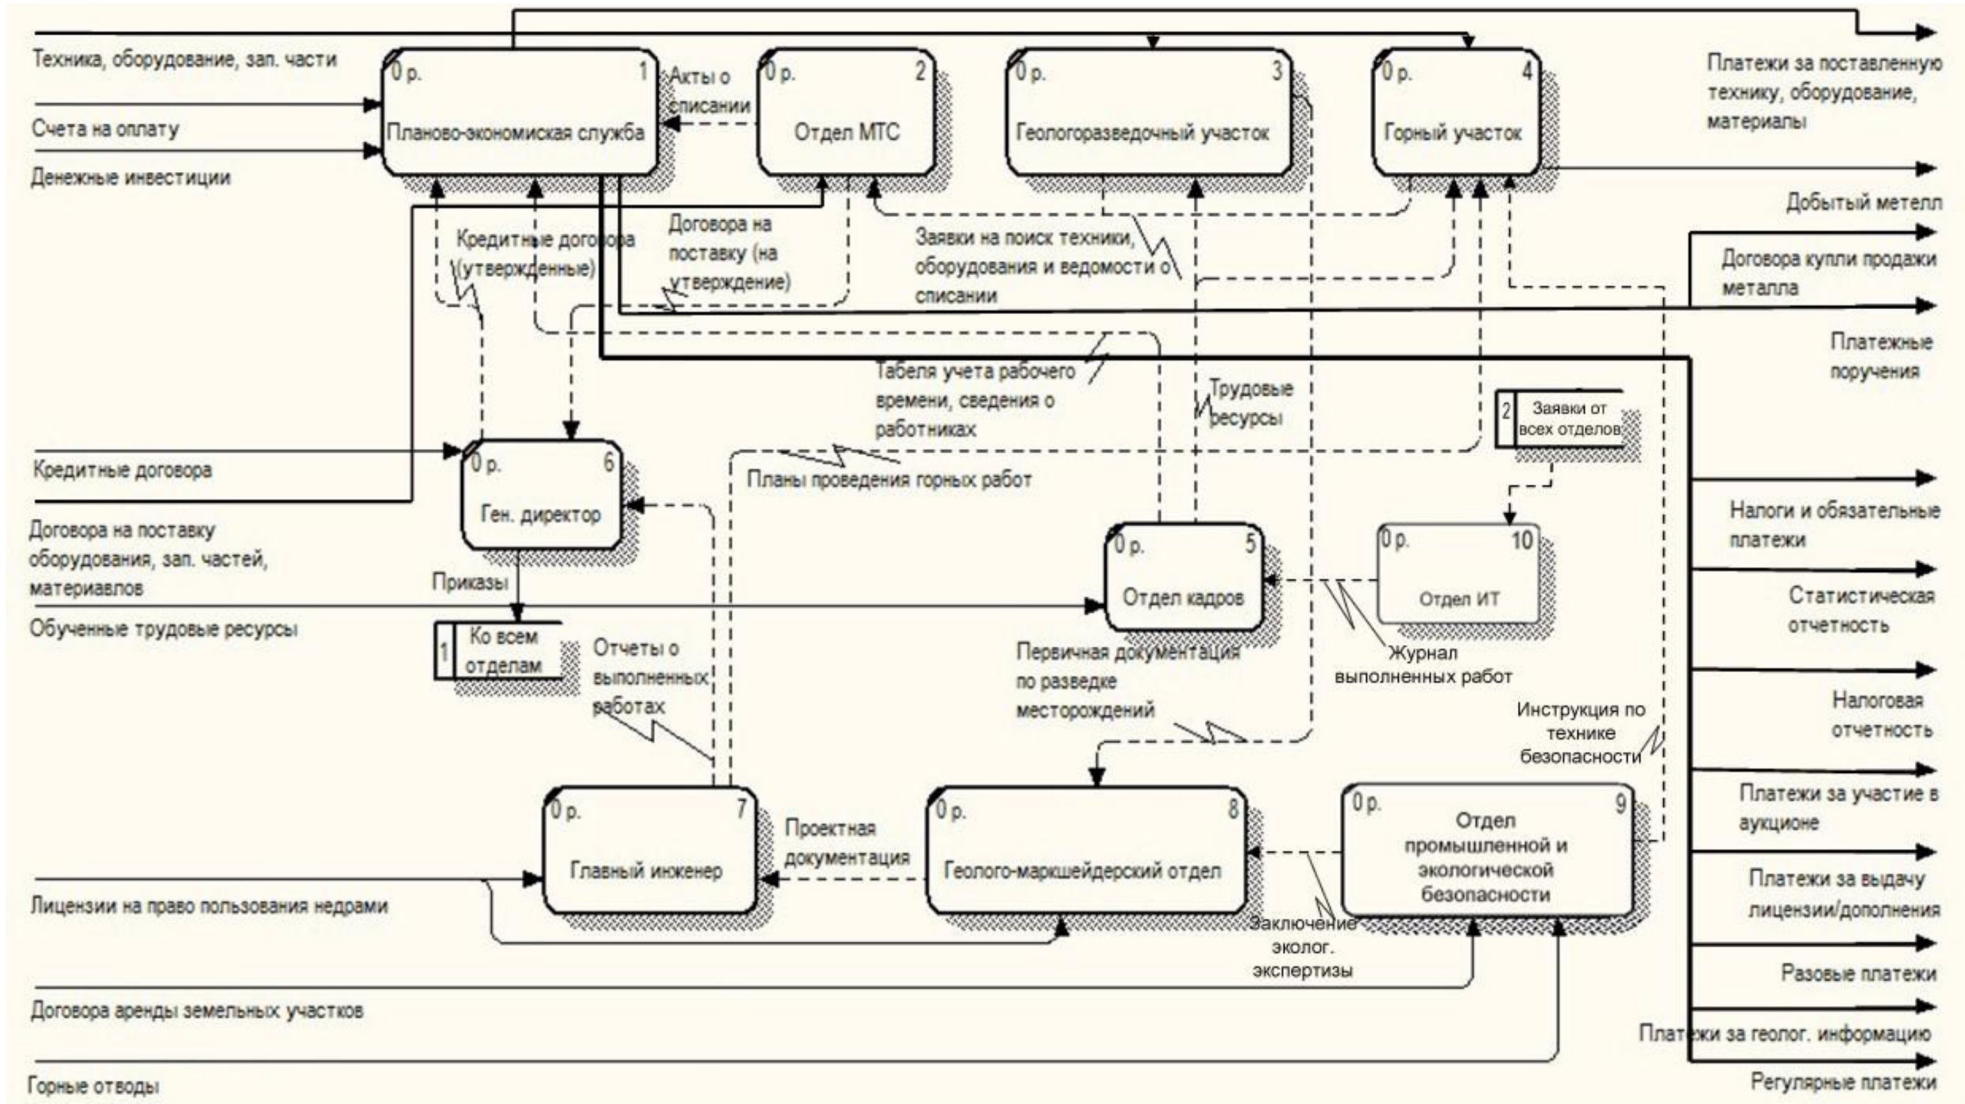 Техника, оборудование, зап. части
Счета на оплату
Денежные инвестиции
0 р. 1
Планово-экономиская служба
Акты о
списании
0 р. 2
Отдел МТС
0 р. 3
Геологоразведочный участок
0 р. 4
Горный участок
Платежи за поставленную
технику, оборудование,
материалы
Добытый метелл
Договора купли продажи
металла
Платежные
поручения
Кредитные договора
(утвержденные)
Договора на
поставку (на
утверждение)
Заявки на поиск техники,
оборудования и ведомости о
списании
Табеля учета рабочего
времени, сведения о
работниках
Трудовые
ресурсы
2
Заявки от
всех отделов
Кредитные договора
0 р. 6
Ген. директор
Планы проведения горных работ
Договора на поставку
оборудования, зап. частей,
материавлов
Приказы
Обученные трудовые ресурсы
1
Ко всем
отделам
0 р. 5
Отдел кадров
0 р. 10
Отдел ИТ
Налоги и обязательные
платежи
Статистическая
отчетность
Налоговая
отчетность
Отчеты о
выполненных
работах
Первичная документация
по разведке
месторождений
Журнал
выполненных работ
Инструкция по
технике
безопасности
Платежи за участие в
аукционе
Платежи за выдачу
лицензии/дополнения
Разовые платежи
Платежи за геолог. информацию
Регулярные платежи
0 р. 7
Главный инженер
Проектная
документация
0 р. 8
Геолого-маркшейдерский отдел
0 р. 9
Отдел
промышленной и
экологической
безопасности
Заключение
эколог.
экспертизы
Лицензии на право пользования недрами
Договора аренды земельных участков
Горные отводы